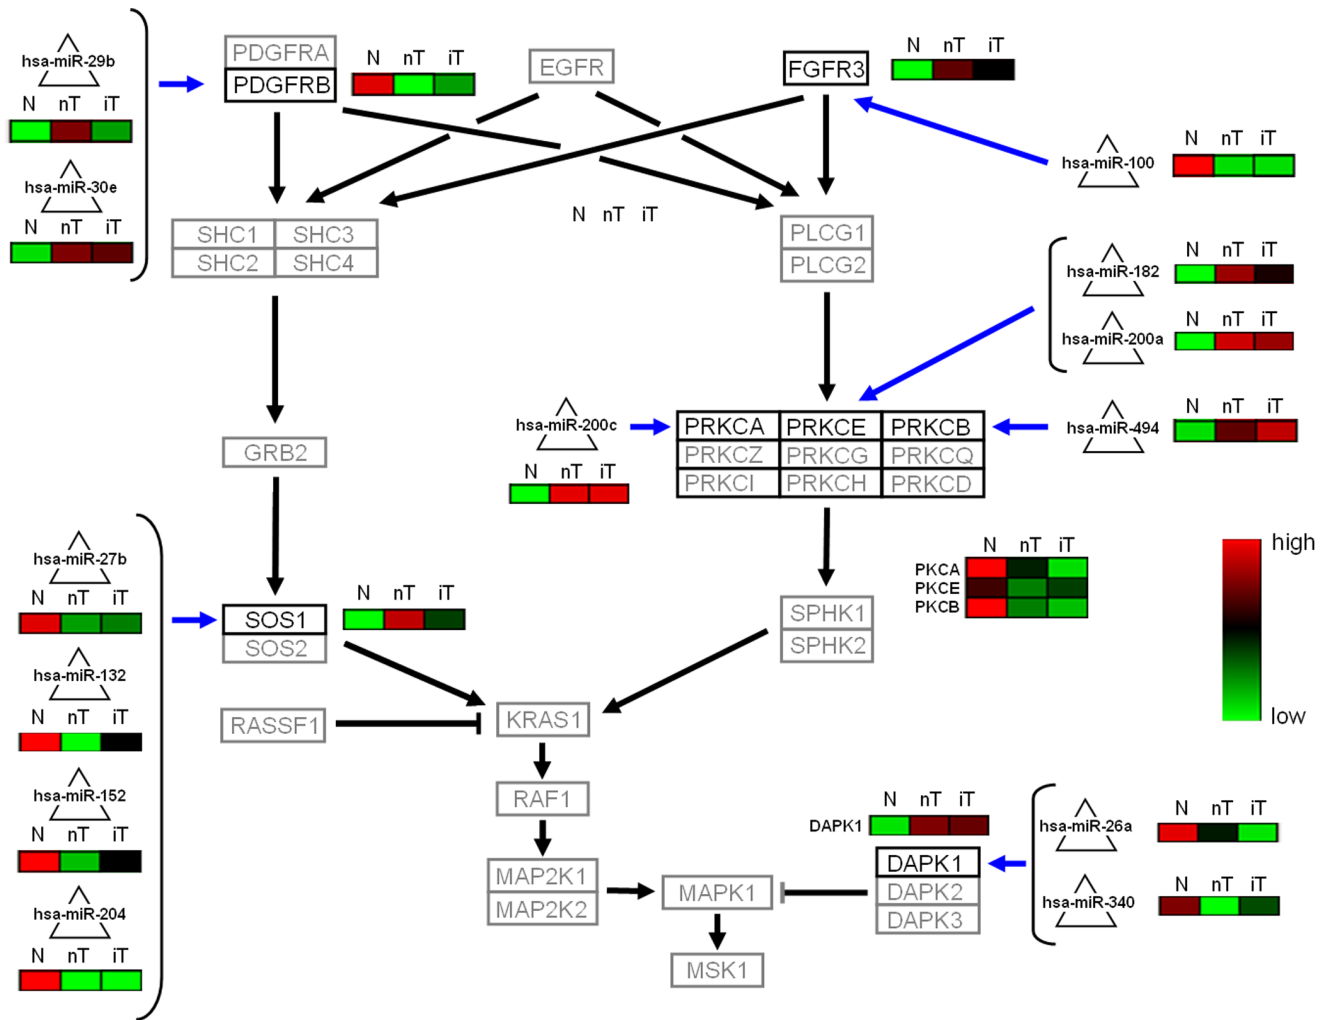 hsa-miR-29b
N nT iT
hsa-miR-30e
N nT iT
PDGFRA
PDGFRB
N nT iT
EGFR
FGFR3
N nT iT
hsa-miR-100
N nT iT
SHC1 SHC3
SHC2 SHC4
N nT iT
PLCG1
PLCG2
hsa-miR-182
N nT iT
hsa-miR-200a
N nT iT
GRB2
hsa-miR-200c
N nT iT
PRKCA PRKCE PRKCB
PRKCZ PRKCG PRKCQ
PRKCI PRKCH PRKCD
hsa-miR-494
N nT iT
N nT iT
PKCA
PKCE
PKCB
high
low
hsa-miR-27b
N nT iT
hsa-miR-132
N nT iT
hsa-miR-152
N nT iT
hsa-miR-204
N nT iT
SOS1
SOS2
N nT iT
SPHK1
SPHK2
RASSF1
KRAS1
RAF1
MAP2K1
MAP2K2
MAPK1
MSK1
N nT iT
DAPK1
DAPK1
DAPK2
DAPK3
hsa-miR-26a
N nT iT
hsa-miR-340
N nT iT